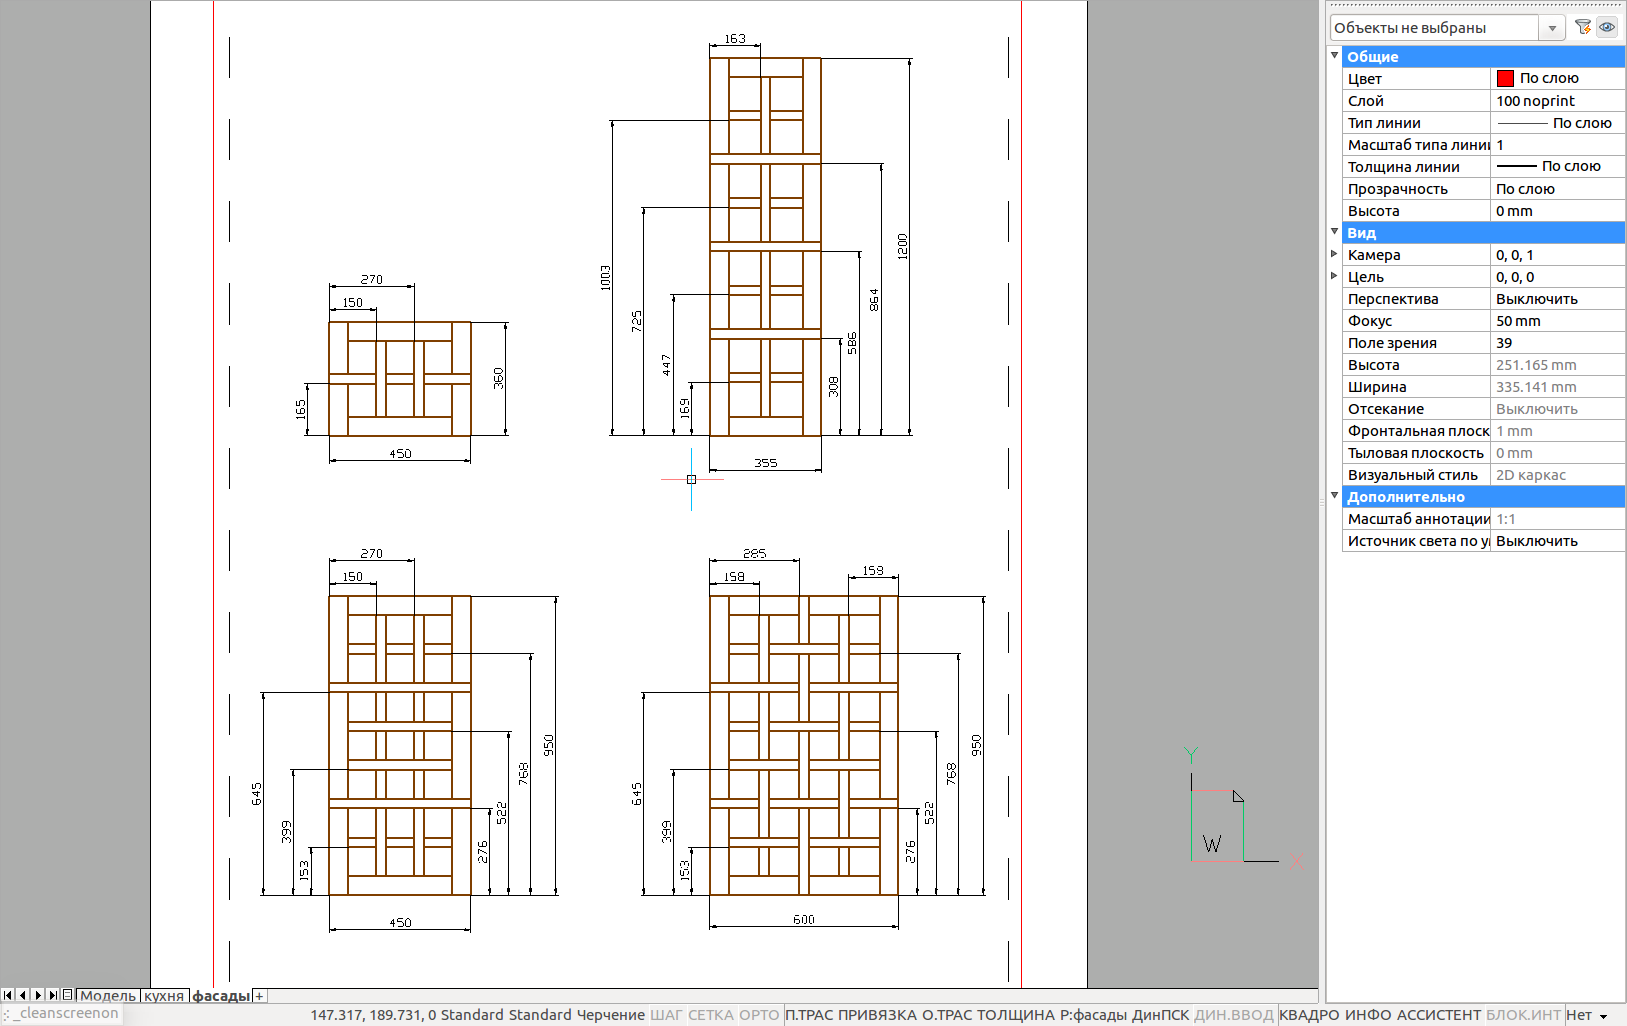 163
1003
725
447
169
1200
864
586
308
355
270
150
165
360
450
270
150
645
399
153
950
768
522
276
450
285
158
159
645
399
153
950
768
522
276
600
Y
W
X
Объекты не выбраны
Общие
Цвет По слою
Слой 100 noprint
Тип линии По слою
Масштаб типа лини 1
Толщина линии По слою
Прозрачность По слою
Высота 0 mm
Вид
Камера 0, 0, 1
Цель 0, 0, 0
Перспектива Выключить
Фокус 50 mm
Поле зрения 39
Высота 251.165 mm
Ширина 335.141 mm
Отсекание Выключить
Фронтальная плоск 1 mm
Тыловая плоскость 0 mm
Визуальный стиль 2D каркас
Дополнительно
Масштаб аннотации 1:1
Источник света по у Выключить
Модель кухня фасады +
: _cleanscreenon
147.317, 189.731, 0 Standard Standard Черчение ШАГ СЕТКА ОРТО П.ТРАС ПРИВЯЗКА О.ТРАС ТОЛЩИНА Р:фасады ДинПСК ДИН.ВВОД КВАДРО ИНФО АССИСТЕНТ БЛОК.ИНТ Нет